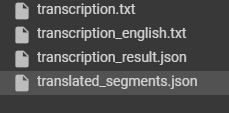 transcription.txt
transcription_english.txt
transcription_result.json
translated_segments.json